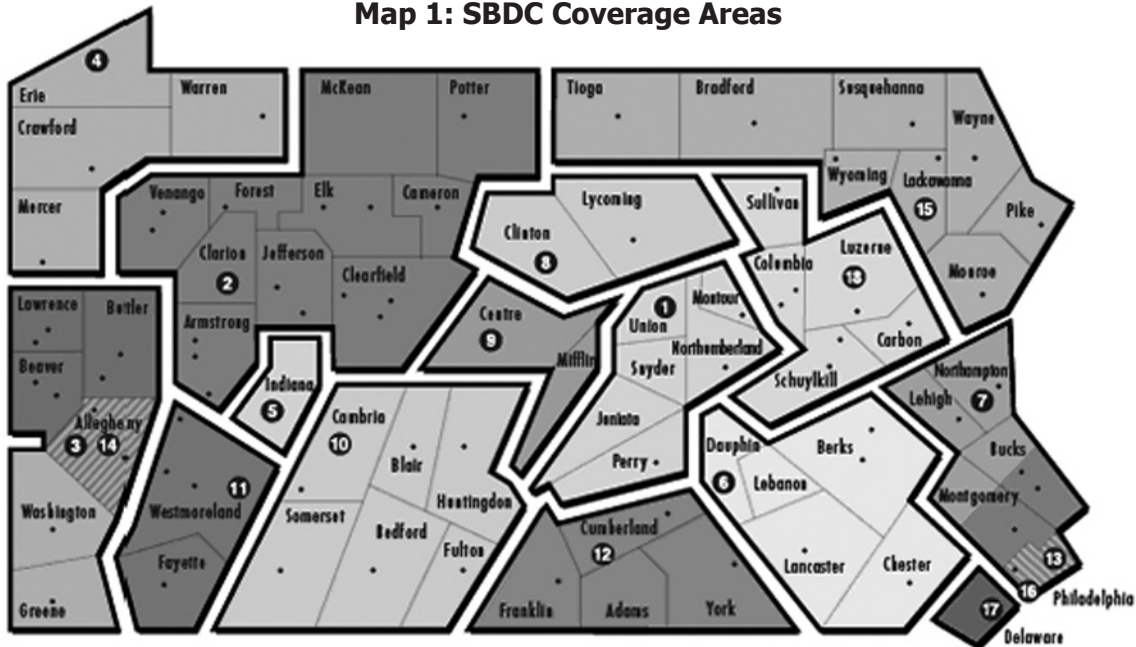 Map 1: SBDC Coverage Areas
4
Erie
Warren
McKean
Potter
Tioga
Bradford
Susquehanna
Wayne
Crawford
Mercer
Venango
Forest
Elk
Cameron
Lycoming
Sullivan
Wyoming
Lackawanna
15
Pike
Clinton
8
Clarion
2
Jefferson
Clearfield
Columbia
Luzerne
18
Monroe
Lawrence
Butler
Armstrong
Centre
9
1
Union
Montour
Mifflin
Northumberland
Snyder
Carbon
Schuylkill
Beaver
Indiana
5
Northampton
Lehigh
7
Allegheny
3
14
Cambria
10
Blair
Juniata
Perry
Dauphin
6
Lebanon
Berks
Bucks
Montgomery
Washington
11
Westmoreland
Somerset
Bedford
Huntingdon
Fulton
Cumberland
12
Lancaster
Chester
13
16
Philadelphia
Fayette
Greene
Franklin
Adams
York
17
Delaware